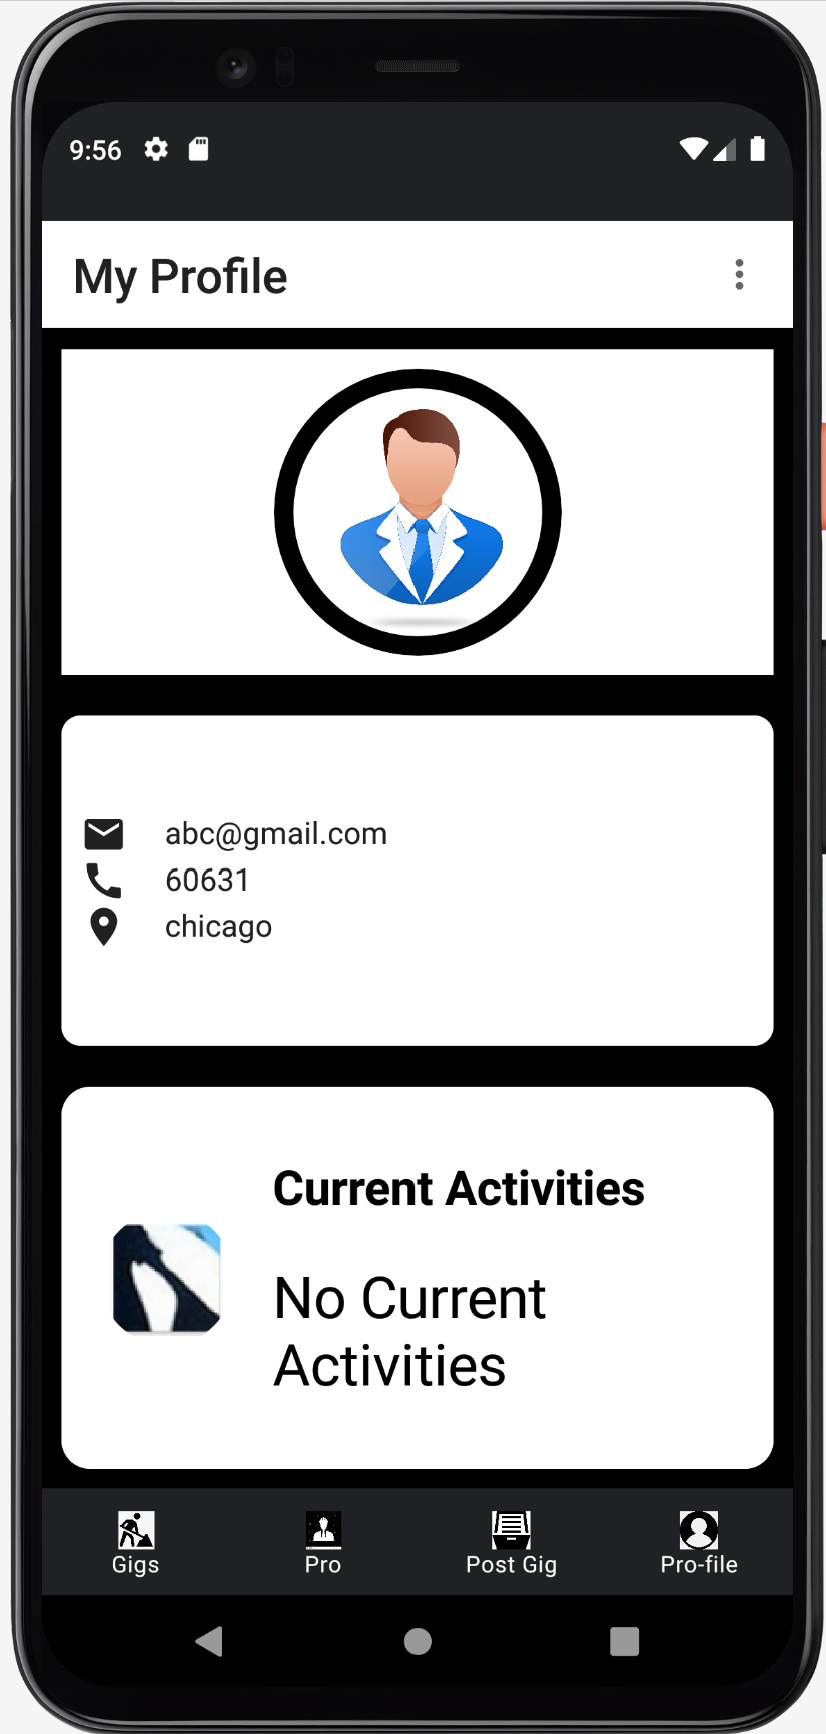 9:56
My Profile
abc@gmail.com
60631
chicago
Current Activities
No Current
Activities
Gigs
Pro
Post Gig
Pro-file